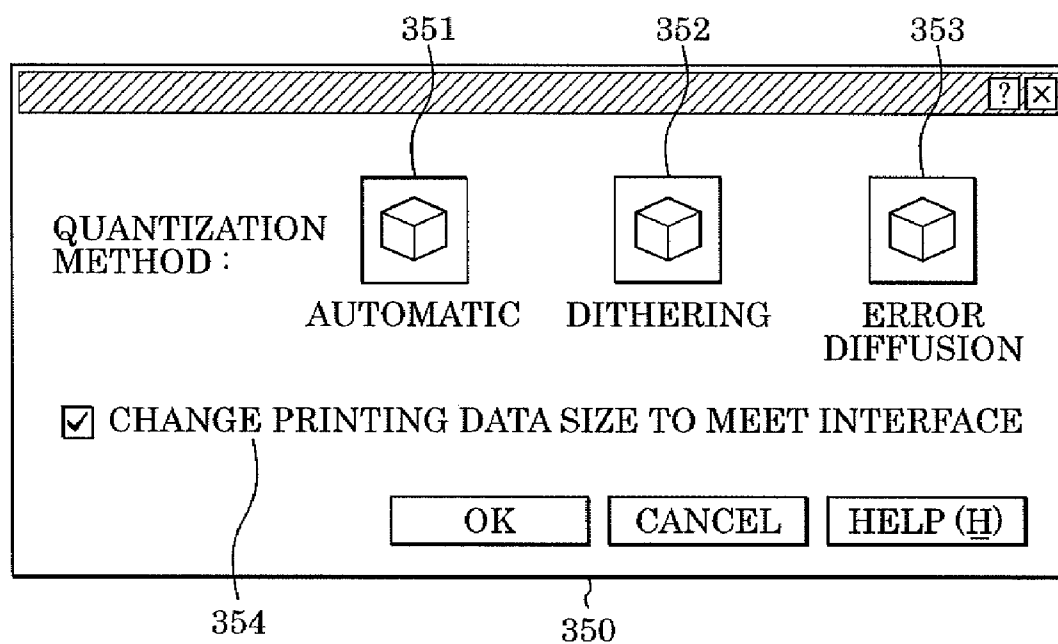 351 352 353
? ×
QUANTIZATION
METHOD :
AUTOMATIC DITHERING ERROR
DIFFUSION
CHANGE PRINTING DATA SIZE TO MEET INTERFACE
OK CANCEL HELP (H)
354 350